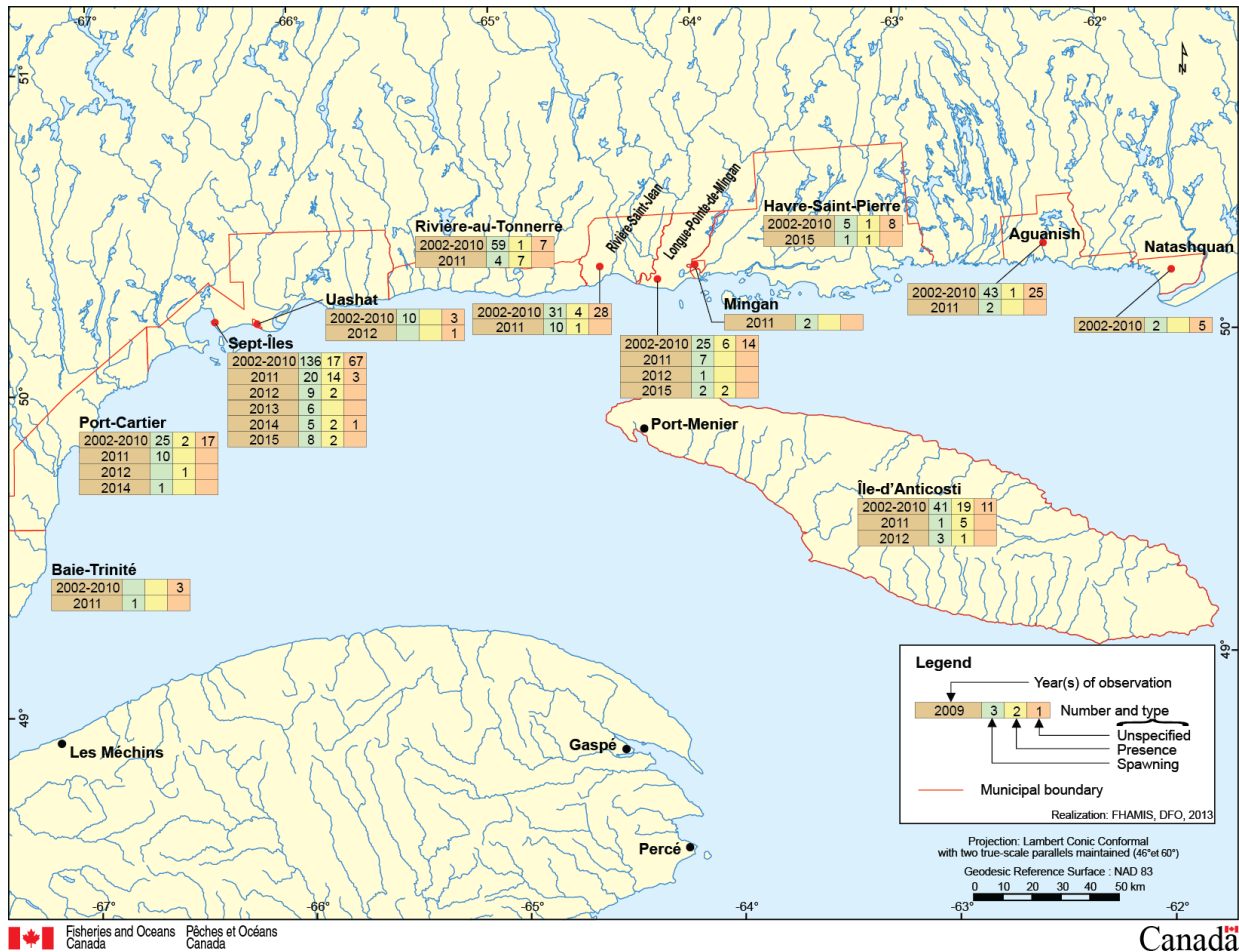 -67° -66° -65° -64° -63° -62°
51°
N
Rivière-au-Tonnerre
2002-2010 59 1 7
2011 4 7
Rivière-Saint-Jean
Longue-Pointe-de-Mingan
Havre-Saint-Pierre
2002-2010 5 1 8
2015 1 1
Aguanish
Natashquan
Uashat
2002-2010 10 3
2012 1
2002-2010 31 4 28
2011 10 1
Mingan
2011 2
2002-2010 43 1 25
2011 2
2002-2010 2 5
50°
Sept-Îles
2002-2010 136 17 67
2011 20 14 3
2012 9 2
2013 6
2014 5 2 1
2015 8 2
2002-2010 25 6 14
2011 7
2012 1
2015 2 2
50°
Port-Cartier
2002-2010 25 2 17
2011 10
2012 1
2014 1
Port-Menier
Île-d'Anticosti
2002-2010 41 19 11
2011 1 5
2012 3 1
Baie-Trinité
2002-2010 3
2011 1
49°
49°
Les Méchins
Gaspé
Percé
Legend
Year(s) of observation
2009 3 2 1 Number and type
Unspecified
Presence
Spawning
Municipal boundary
Realization: FHAMIS, DFO, 2013
Projection: Lambert Conic Conformal
with two true-scale parallels maintained (46°et 60°)
Geodesic Reference Surface : NAD 83
0 10 20 30 40 50 km
-67° -66° -65° -64° -63° -62°
Fisheries and Oceans Pêches et Océans
Canada Canada
Canada